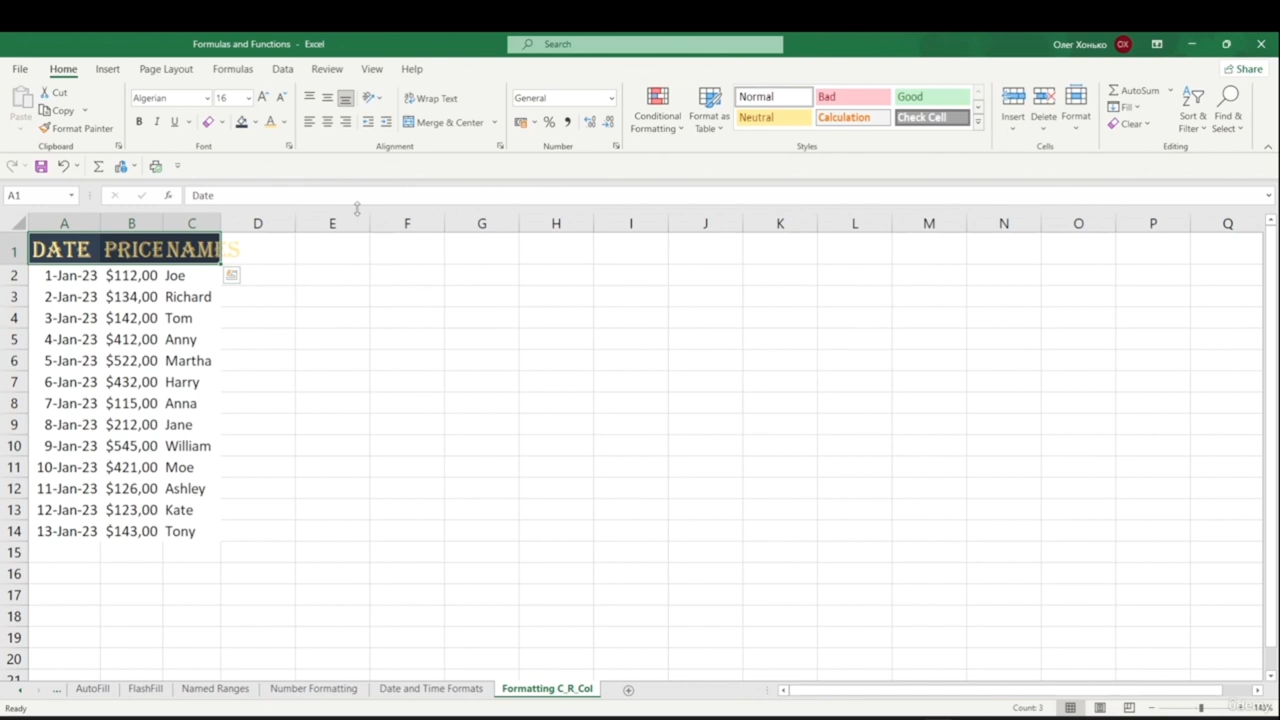 Formulas and Functions - Excel
Search
Олег Хонько
ОХ
File Home Insert Page Layout Formulas Data Review View Help
Share
Paste
Cut
Copy
Format Painter
Clipboard
Algerian 16
B I U
Font
Wrap Text
Merge & Center
Alignment
General
Number
Conditional Formatting
Format as Table
Normal Bad Good
Neutral Calculation Check Cell
Styles
Insert Delete Format
Cells
AutoSum
Fill
Clear
Sort & Filter
Find & Select
Editing
A1 fx Date
A B C D E F G H I J K L M N O P Q
1 DATE PRICE NAMES
2 1-Jan-23 $112,00 Joe
3 2-Jan-23 $134,00 Richard
4 3-Jan-23 $142,00 Tom
5 4-Jan-23 $412,00 Anny
6 5-Jan-23 $522,00 Martha
7 6-Jan-23 $432,00 Harry
8 7-Jan-23 $115,00 Anna
9 8-Jan-23 $212,00 Jane
10 9-Jan-23 $545,00 William
11 10-Jan-23 $421,00 Moe
12 11-Jan-23 $126,00 Ashley
13 12-Jan-23 $123,00 Kate
14 13-Jan-23 $143,00 Tony
15
16
17
18
19
20
21
... AutoFill FlashFill Named Ranges Number Formatting Date and Time Formats Formatting C_R_Col
Ready Count: 3